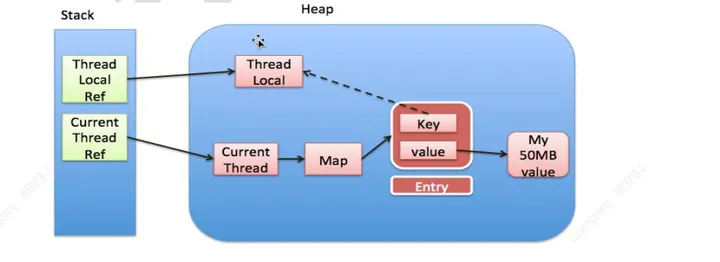 Stack
Heap
Thread
Local
Ref
Current
Thread
Ref
Thread
Local
Current
Thread
Map
Key
value
Entry
My
50MB
value